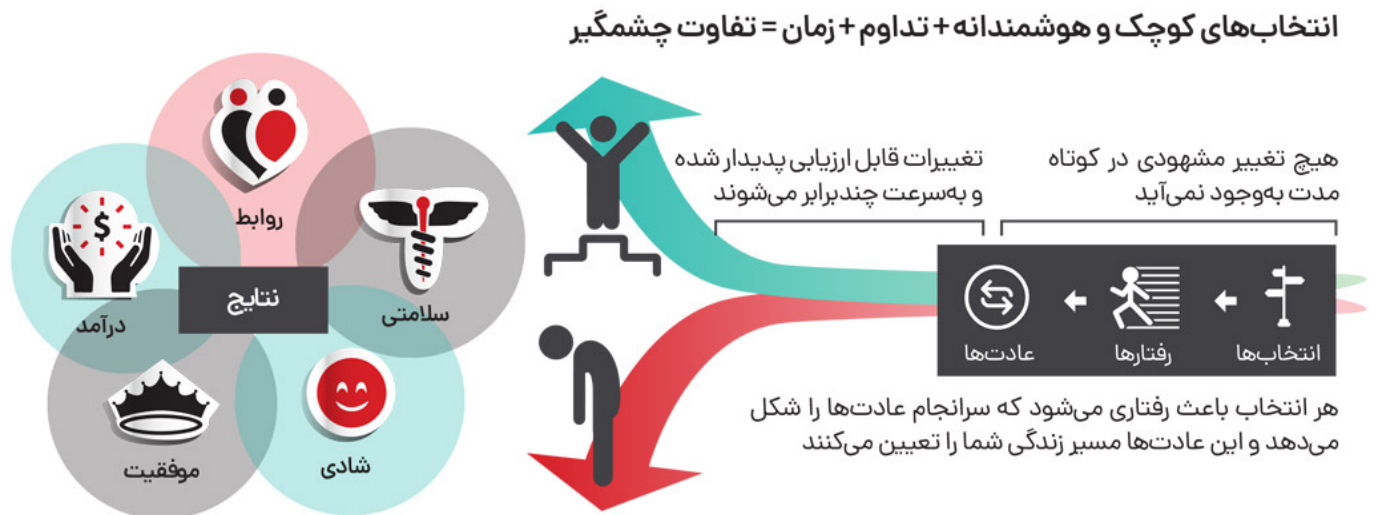 انتخاب‌های کوچک و هوشمندانه + تداوم + زمان = تفاوت چشمگیر
هیچ تغییر مشهودی در کوتاه
مدت به‌وجود نمی‌آید
تغییرات قابل ارزیابی پدیدار شده
و به‌سرعت چندبرابر می‌شوند
انتخاب‌ها
رفتارها
عادت‌ها
هر انتخاب باعث رفتاری می‌شود که سرانجام عادت‌ها را شکل
می‌دهد و این عادت‌ها مسیر زندگی شما را تعیین می‌کنند
نتایج
روابط
سلامتی
شادی
موفقیت
درآمد
$